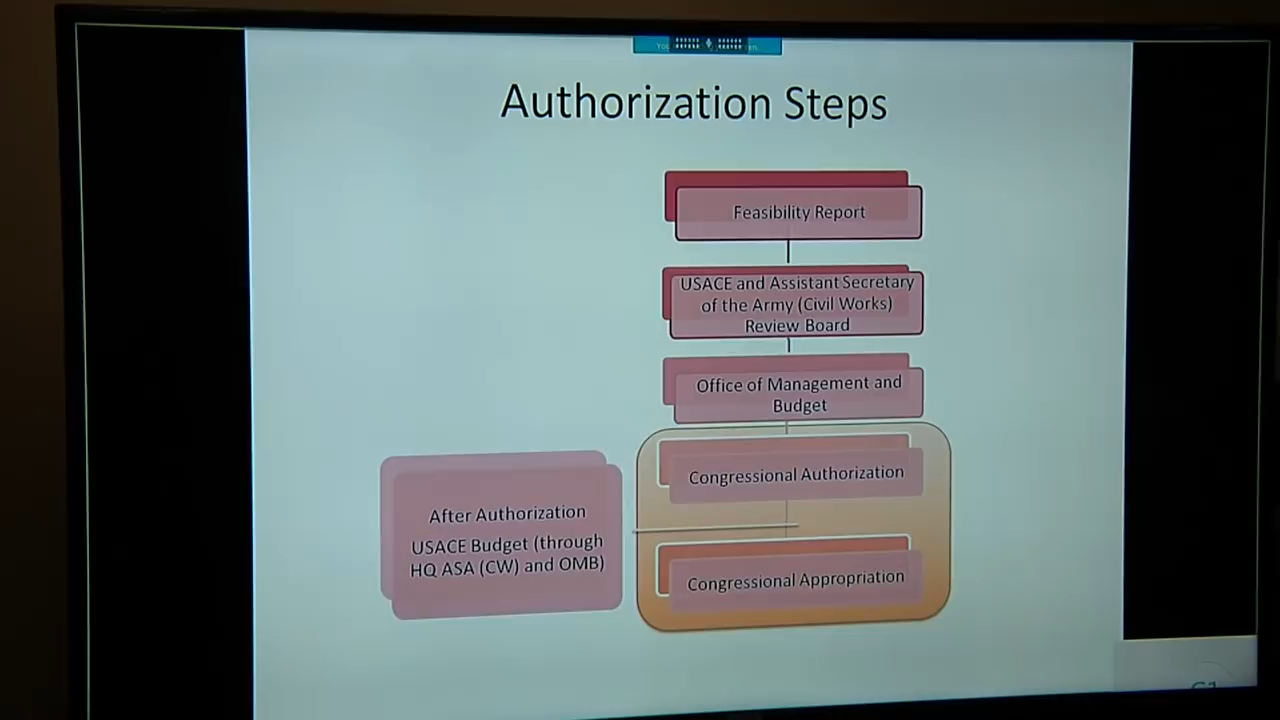 Authorization Steps
Feasibility Report
USACE and Assistant Secretary
of the Army (Civil Works)
Review Board
Office of Management and
Budget
Congressional Authorization
After Authorization
USACE Budget (through
HQ ASA (CW) and OMB)
Congressional Appropriation